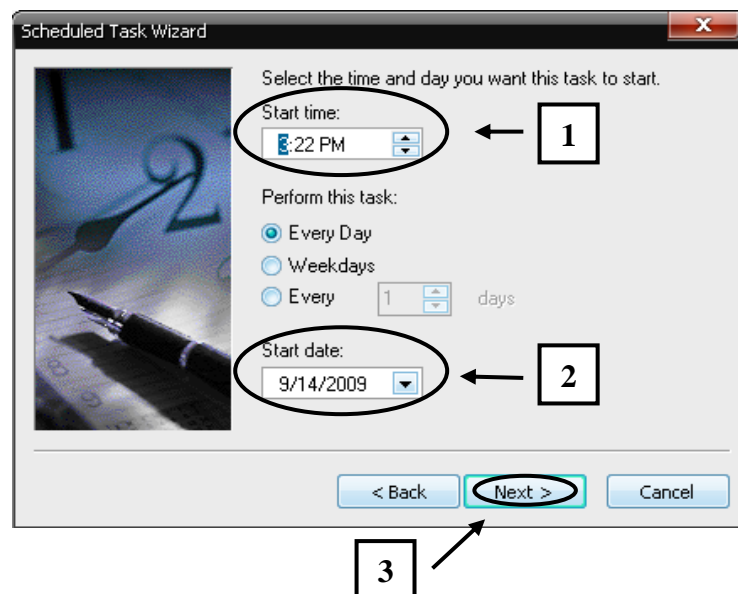 Scheduled Task Wizard
X
Select the time and day you want this task to start.
Start time:
3:22 PM
1
Perform this task:
Every Day
Weekdays
Every 1 days
Start date:
9/14/2009
2
< Back Next > Cancel
3
2